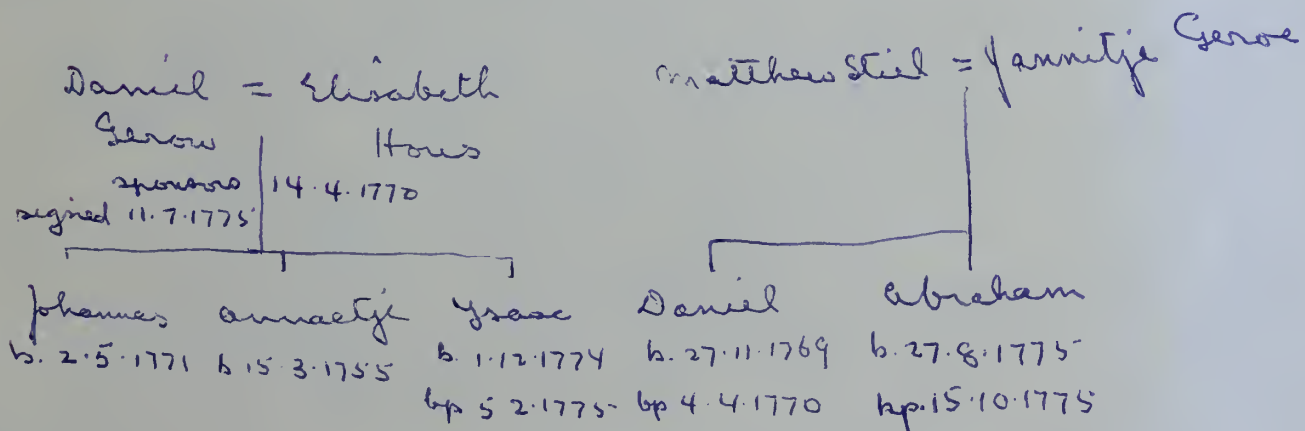 Daniel = Elisabeth
Gerow Hous
sponsors 14.4.1770
signed 11.7.1775
Matthew Stiel = Yannitje Geroe
Johannes annaetje Ysaac Daniel Abraham
b. 2.5.1771 b 15.3.1755 b. 1.12.1774 b. 27.11.1769 b. 27.8.1775
bp 5 2.1775 bp 4.4.1770 bp. 15.10.1775